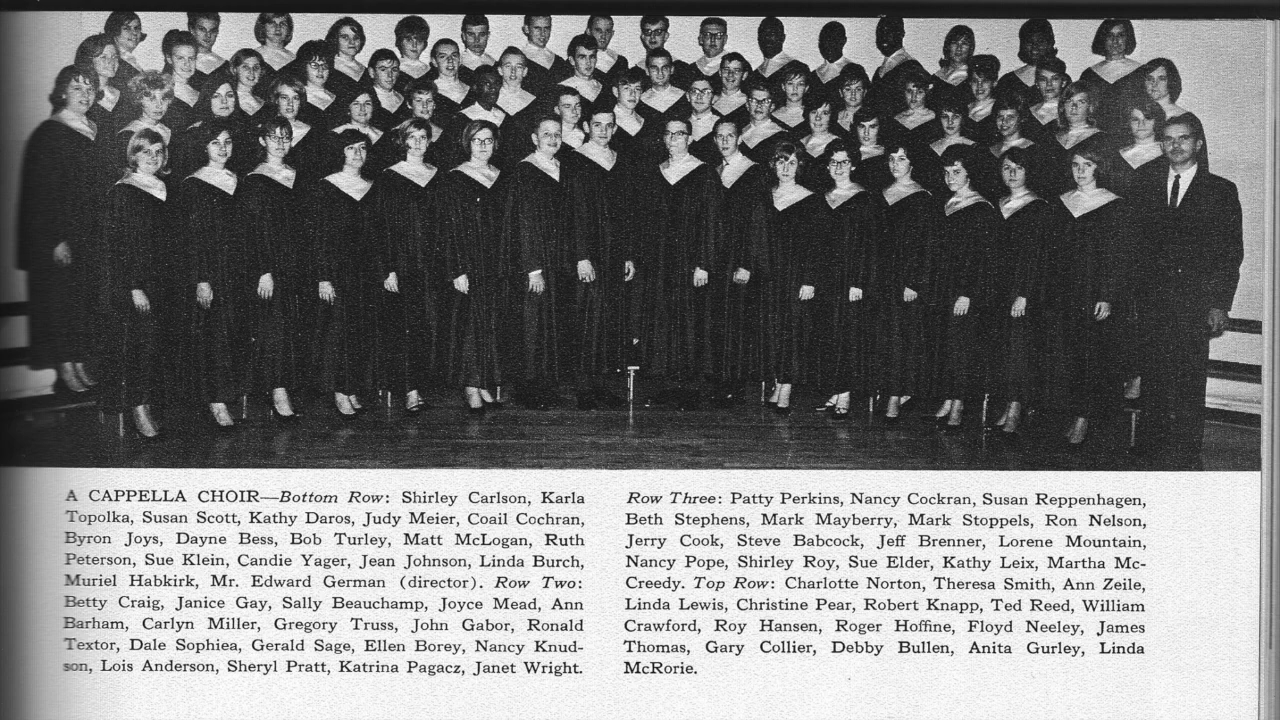 A CAPPELLA CHOIR—Bottom Row: Shirley Carlson, Karla
Topolka, Susan Scott, Kathy Daros, Judy Meier, Coail Cochran,
Byron Joys, Dayne Bess, Bob Turley, Matt McLogan, Ruth
Peterson, Sue Klein, Candie Yager, Jean Johnson, Linda Burch,
Muriel Habkirk, Mr. Edward German (director). Row Two:
Betty Craig, Janice Gay, Sally Beauchamp, Joyce Mead, Ann
Barham, Carlyn Miller, Gregory Truss, John Gabor, Ronald
Textor, Dale Sophiea, Gerald Sage, Ellen Borey, Nancy Knud-
son, Lois Anderson, Sheryl Pratt, Katrina Pagacz, Janet Wright.
Row Three: Patty Perkins, Nancy Cockran, Susan Reppenhagen,
Beth Stephens, Mark Mayberry, Mark Stoppels, Ron Nelson,
Jerry Cook, Steve Babcock, Jeff Brenner, Lorene Mountain,
Nancy Pope, Shirley Roy, Sue Elder, Kathy Leix, Martha Mc-
Creedy. Top Row: Charlotte Norton, Theresa Smith, Ann Zeile,
Linda Lewis, Christine Pear, Robert Knapp, Ted Reed, William
Crawford, Roy Hansen, Roger Hoffine, Floyd Neeley, James
Thomas, Gary Collier, Debby Bullen, Anita Gurley, Linda
McRorie.